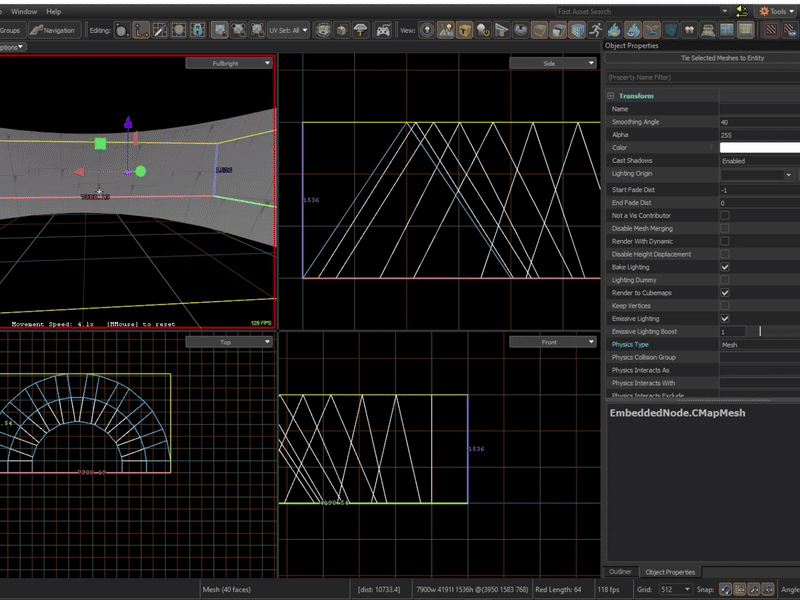 Window Help
Fast Asset Search
Tools
Groups
Navigation
Editing:
UV Set: All
View:
ptions
Object Properties
Fullbright
Side
Tie Selected Meshes to Entity
(Property Name Filter)
Transform
Name
Smoothing Angle 40
Alpha 255
Color
Cast Shadows Enabled
Lighting Origin
Start Fade Dist -1
End Fade Dist 0
Not a Vis Contributor
Disable Mesh Merging
Render With Dynamic
Disable Height Displacement
Bake Lighting
Lighting Dummy
Render to Cubemaps
Keep Vertices
Emissive Lighting
Emissive Lighting Boost 1
Physics Type Mesh
Physics Collision Group
Physics Interacts As
Physics Interacts With
Physics Interacts Exclude
1536
1536
Movement Speed: 4.1x [MMouse] to reset
128 FPS
Top
Front
.54
1536
EmbeddedNode.CMapMesh
Outliner
Object Properties
Mesh (40 faces)
[dist: 10733.4]
7900w 4191l 1536h @(3950 1583 768)
Red Length: 64
118 fps
Grid: 512
Snap:
Angle